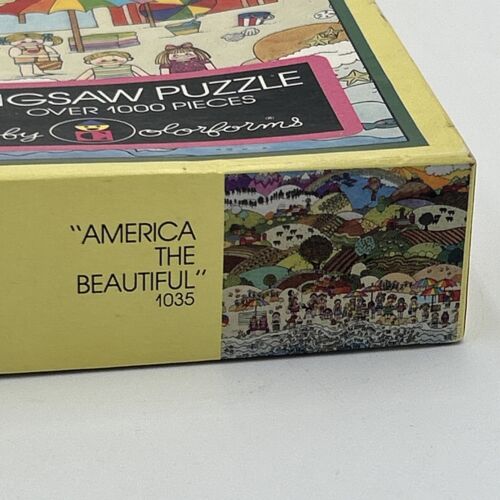 IGSAW PUZZLE
OVER 1000 PIECES
by Colorforms
"AMERICA
THE
BEAUTIFUL"
1035